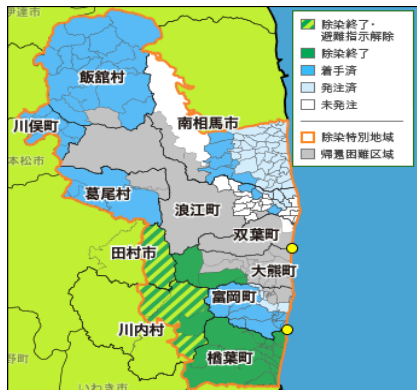 伊達市
除染終了・
避難指示解除
除染終了
着手済
発注済
未発注
除染特別地域
帰還困難区域
飯舘村
南相馬市
川俣町
本松市
葛尾村
浪江町
双葉町
田村市
大熊町
富岡町
川内村
楢葉町
野町
いわき市